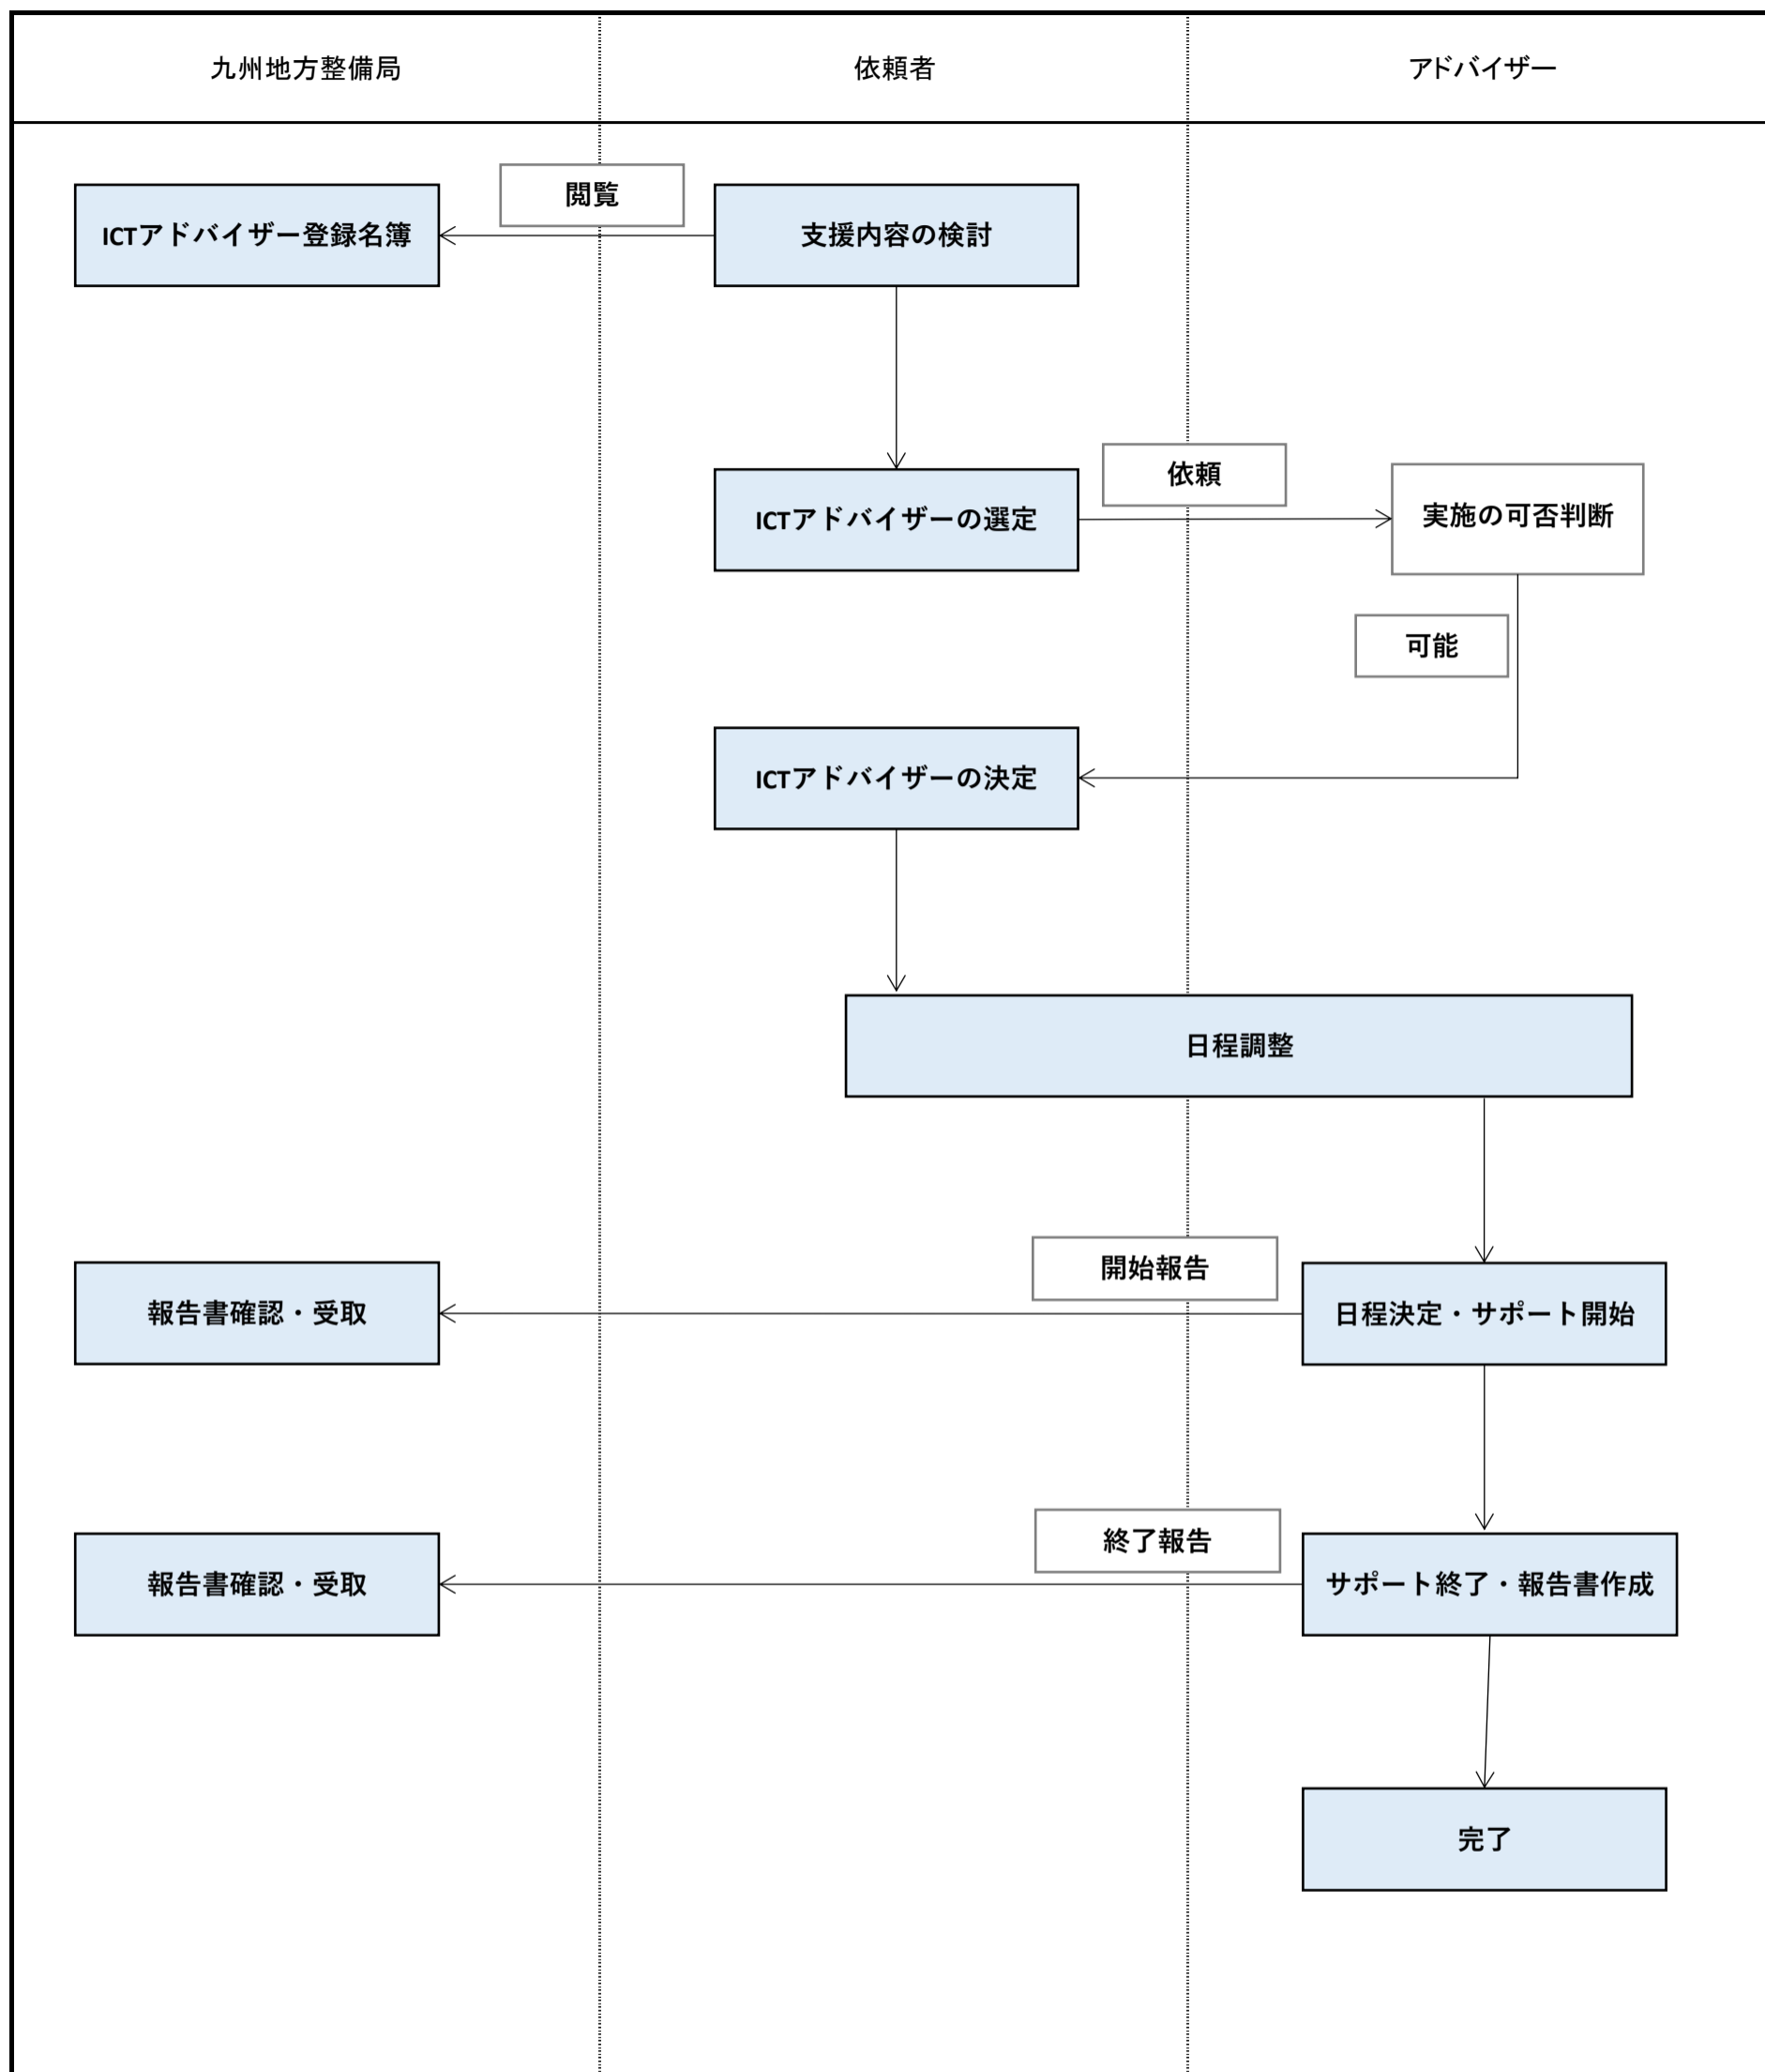 九州地方整備局
依頼者
アドバイザー
閲覧
ICTアドバイザー登録名簿
支援内容の検討
依頼
ICTアドバイザーの選定
実施の可否判断
可能
ICTアドバイザーの決定
日程調整
開始報告
報告書確認・受取
日程決定・サポート開始
終了報告
報告書確認・受取
サポート終了・報告書作成
完了